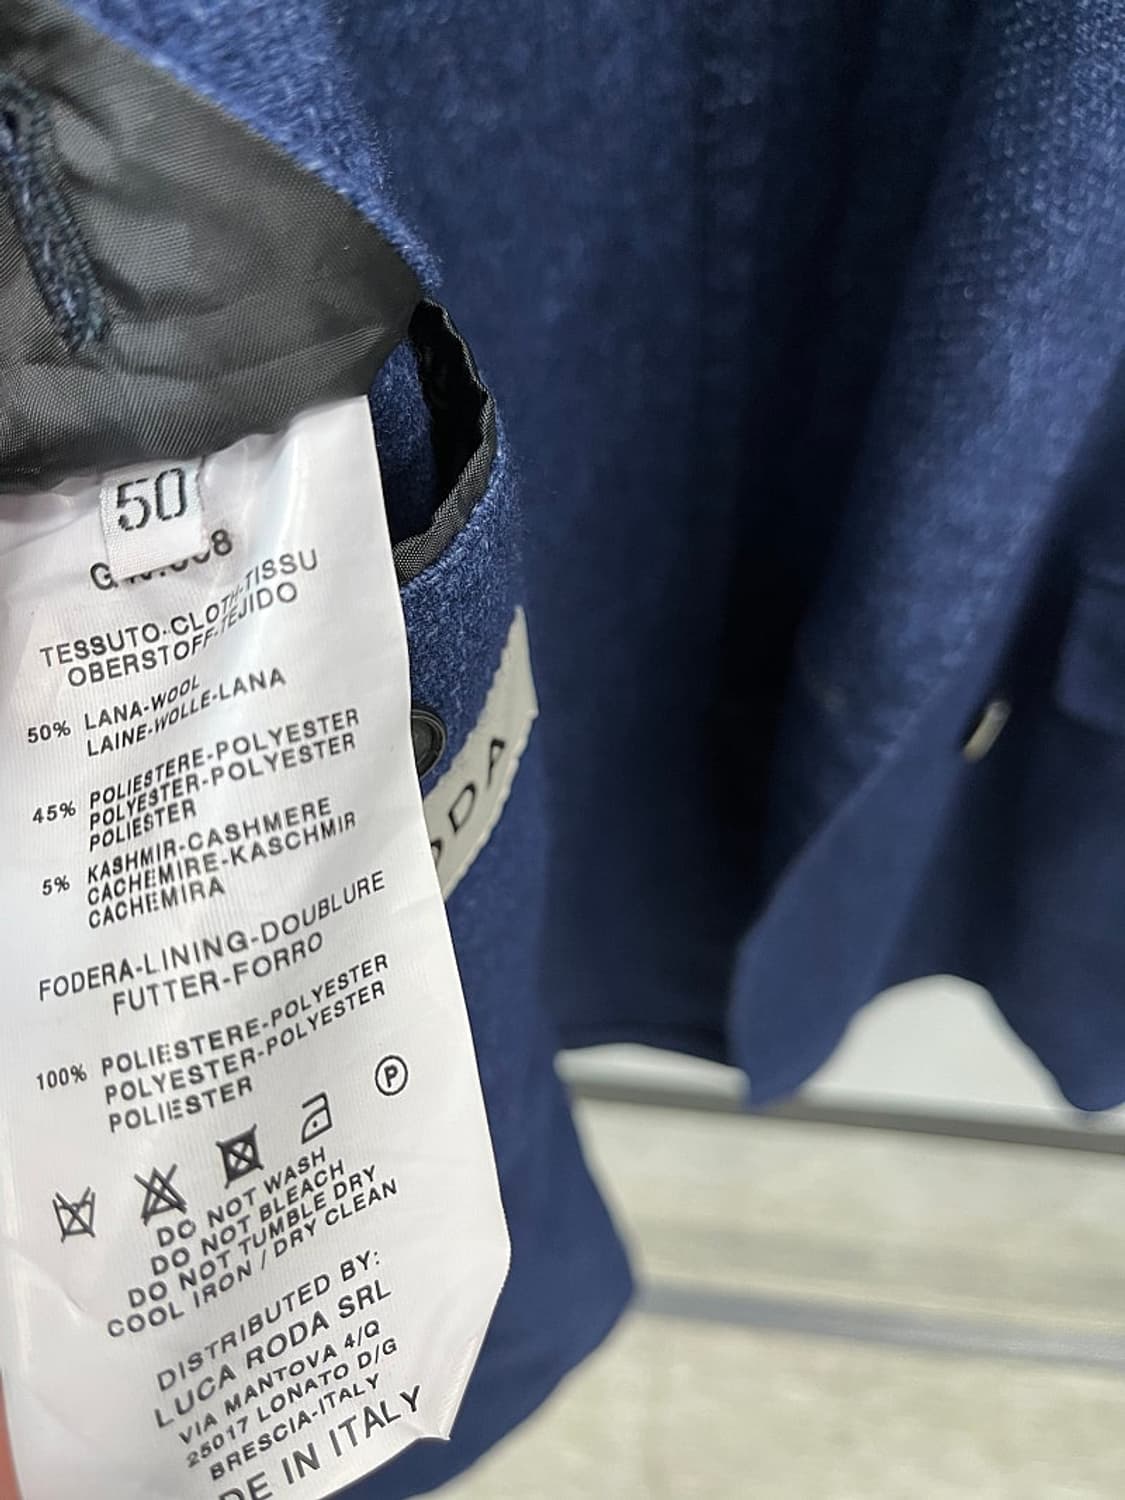 50
TESSUTO-CLOTH-TISSU
OBERSTOFF-TEJIDO
50% LANA-WOOL
LAINE-WOLLE-LANA
45% POLIESTERE-POLYESTER
POLYESTER-POLYESTER
POLIESTER
5% KASHMIR-CASHMERE
CACHEMIRE-KASCHMIR
CACHEMIRA
FODERA-LINING-DOUBLURE
FUTTER-FORRO
100% POLIESTERE-POLYESTER
POLYESTER-POLYESTER
POLIESTER
P
DO NOT WASH
DO NOT BLEACH
DO NOT TUMBLE DRY
COOL IRON / DRY CLEAN
DISTRIBUTED BY:
LUCA RODA SRL
VIA MANTOVA 4/Q
25017 LONATO D/G
BRESCIA-ITALY
DE IN ITALY
ODA